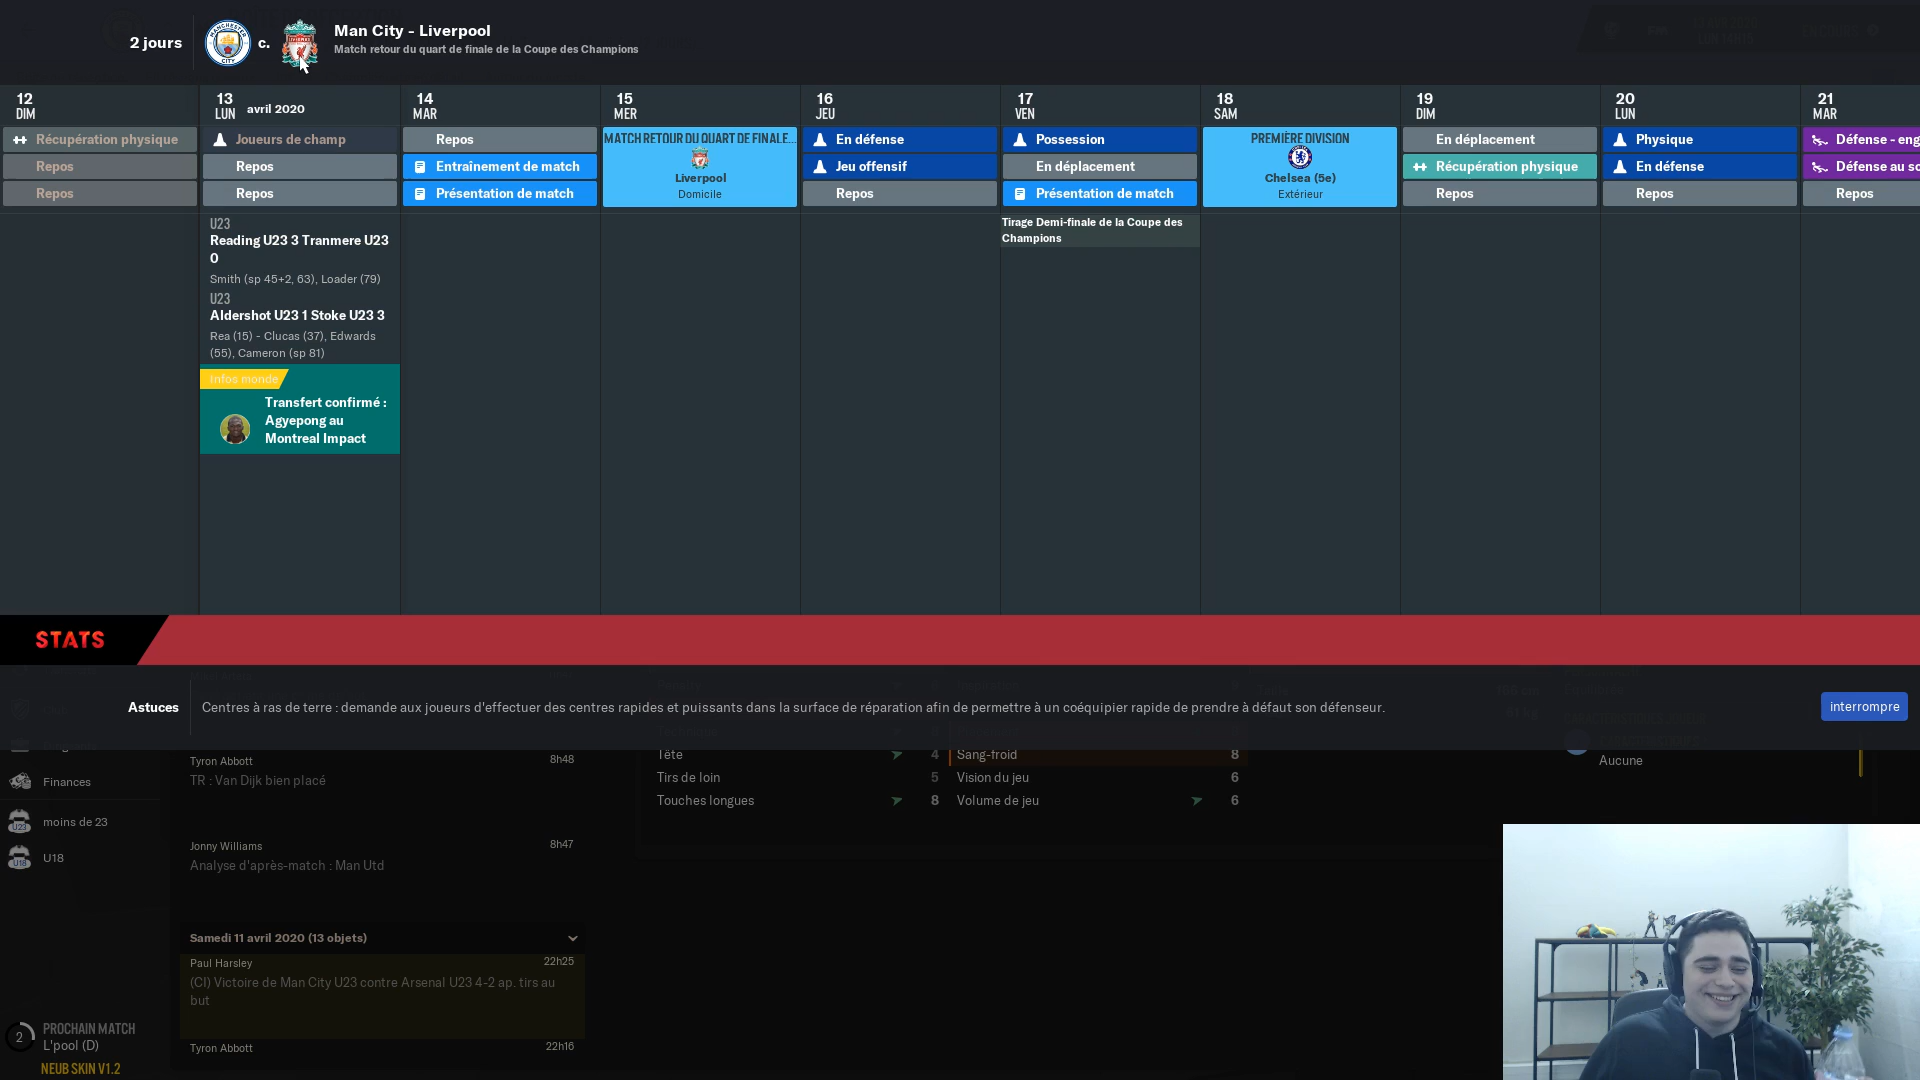 2 jours
c.
Man City - Liverpool
Match retour du quart de finale de la Coupe des Champions
12
DIM
13
LUN
avril 2020
14
MAR
15
MER
16
JEU
17
VEN
18
SAM
19
DIM
20
LUN
21
MAR
Récupération physique
Repos
Repos
Joueurs de champ
Repos
Repos
Repos
Entraînement de match
Présentation de match
MATCH RETOUR DU QUART DE FINALE...
Liverpool
Domicile
En défense
Jeu offensif
Repos
Possession
En déplacement
Présentation de match
PREMIÈRE DIVISION
Chelsea (5e)
Extérieur
En déplacement
Récupération physique
Repos
Physique
En défense
Repos
Défense - eng
Défense au so
Repos
U23
Reading U23 3 Tranmere U23
0
Smith (sp 45+2, 63), Loader (79)
U23
Aldershot U23 1 Stoke U23 3
Rea (15) - Clucas (37), Edwards
(55), Cameron (sp 81)
Infos monde
Transfert confirmé :
Agyepong au
Montreal Impact
Tirage Demi-finale de la Coupe des
Champions
STATS
Astuces
Centres à ras de terre : demande aux joueurs d'effectuer des centres rapides et puissants dans la surface de réparation afin de permettre à un coéquipier rapide de prendre à défaut son défenseur.
interrompre
Finances
moins de 23
U18
Tyron Abbott
8h48
TR : Van Dijk bien placé
Jonny Williams
8h47
Analyse d'après-match : Man Utd
Samedi 11 avril 2020 (13 objets)
Paul Harsley
22h25
(CI) Victoire de Man City U23 contre Arsenal U23 4-2 ap. tirs au
but
Tyron Abbott
22h16
Tête
4
Sang-froid
8
Tirs de loin
5
Vision du jeu
6
Touches longues
8
Volume de jeu
6
Aucune
2
PROCHAIN MATCH
L'pool (D)
NEUB SKIN V1.2